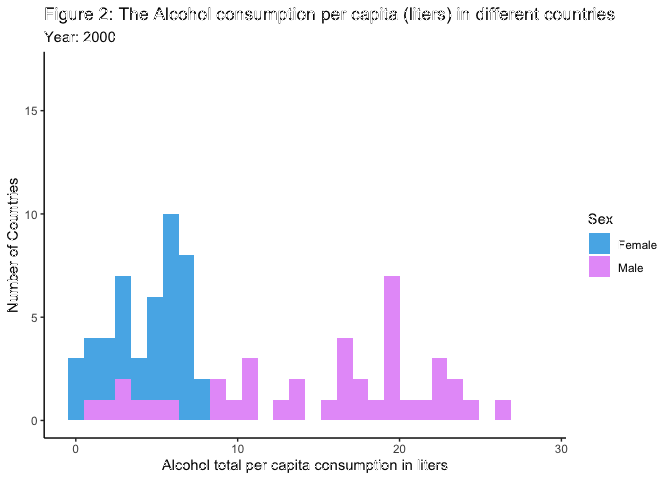 Figure 2: The Alcohol consumption per capita (liters) in different countries
Year: 2000
15
10
5
0
Number of Countries
0
10
20
30
Alcohol total per capita consumption in liters
Sex
Female
Male